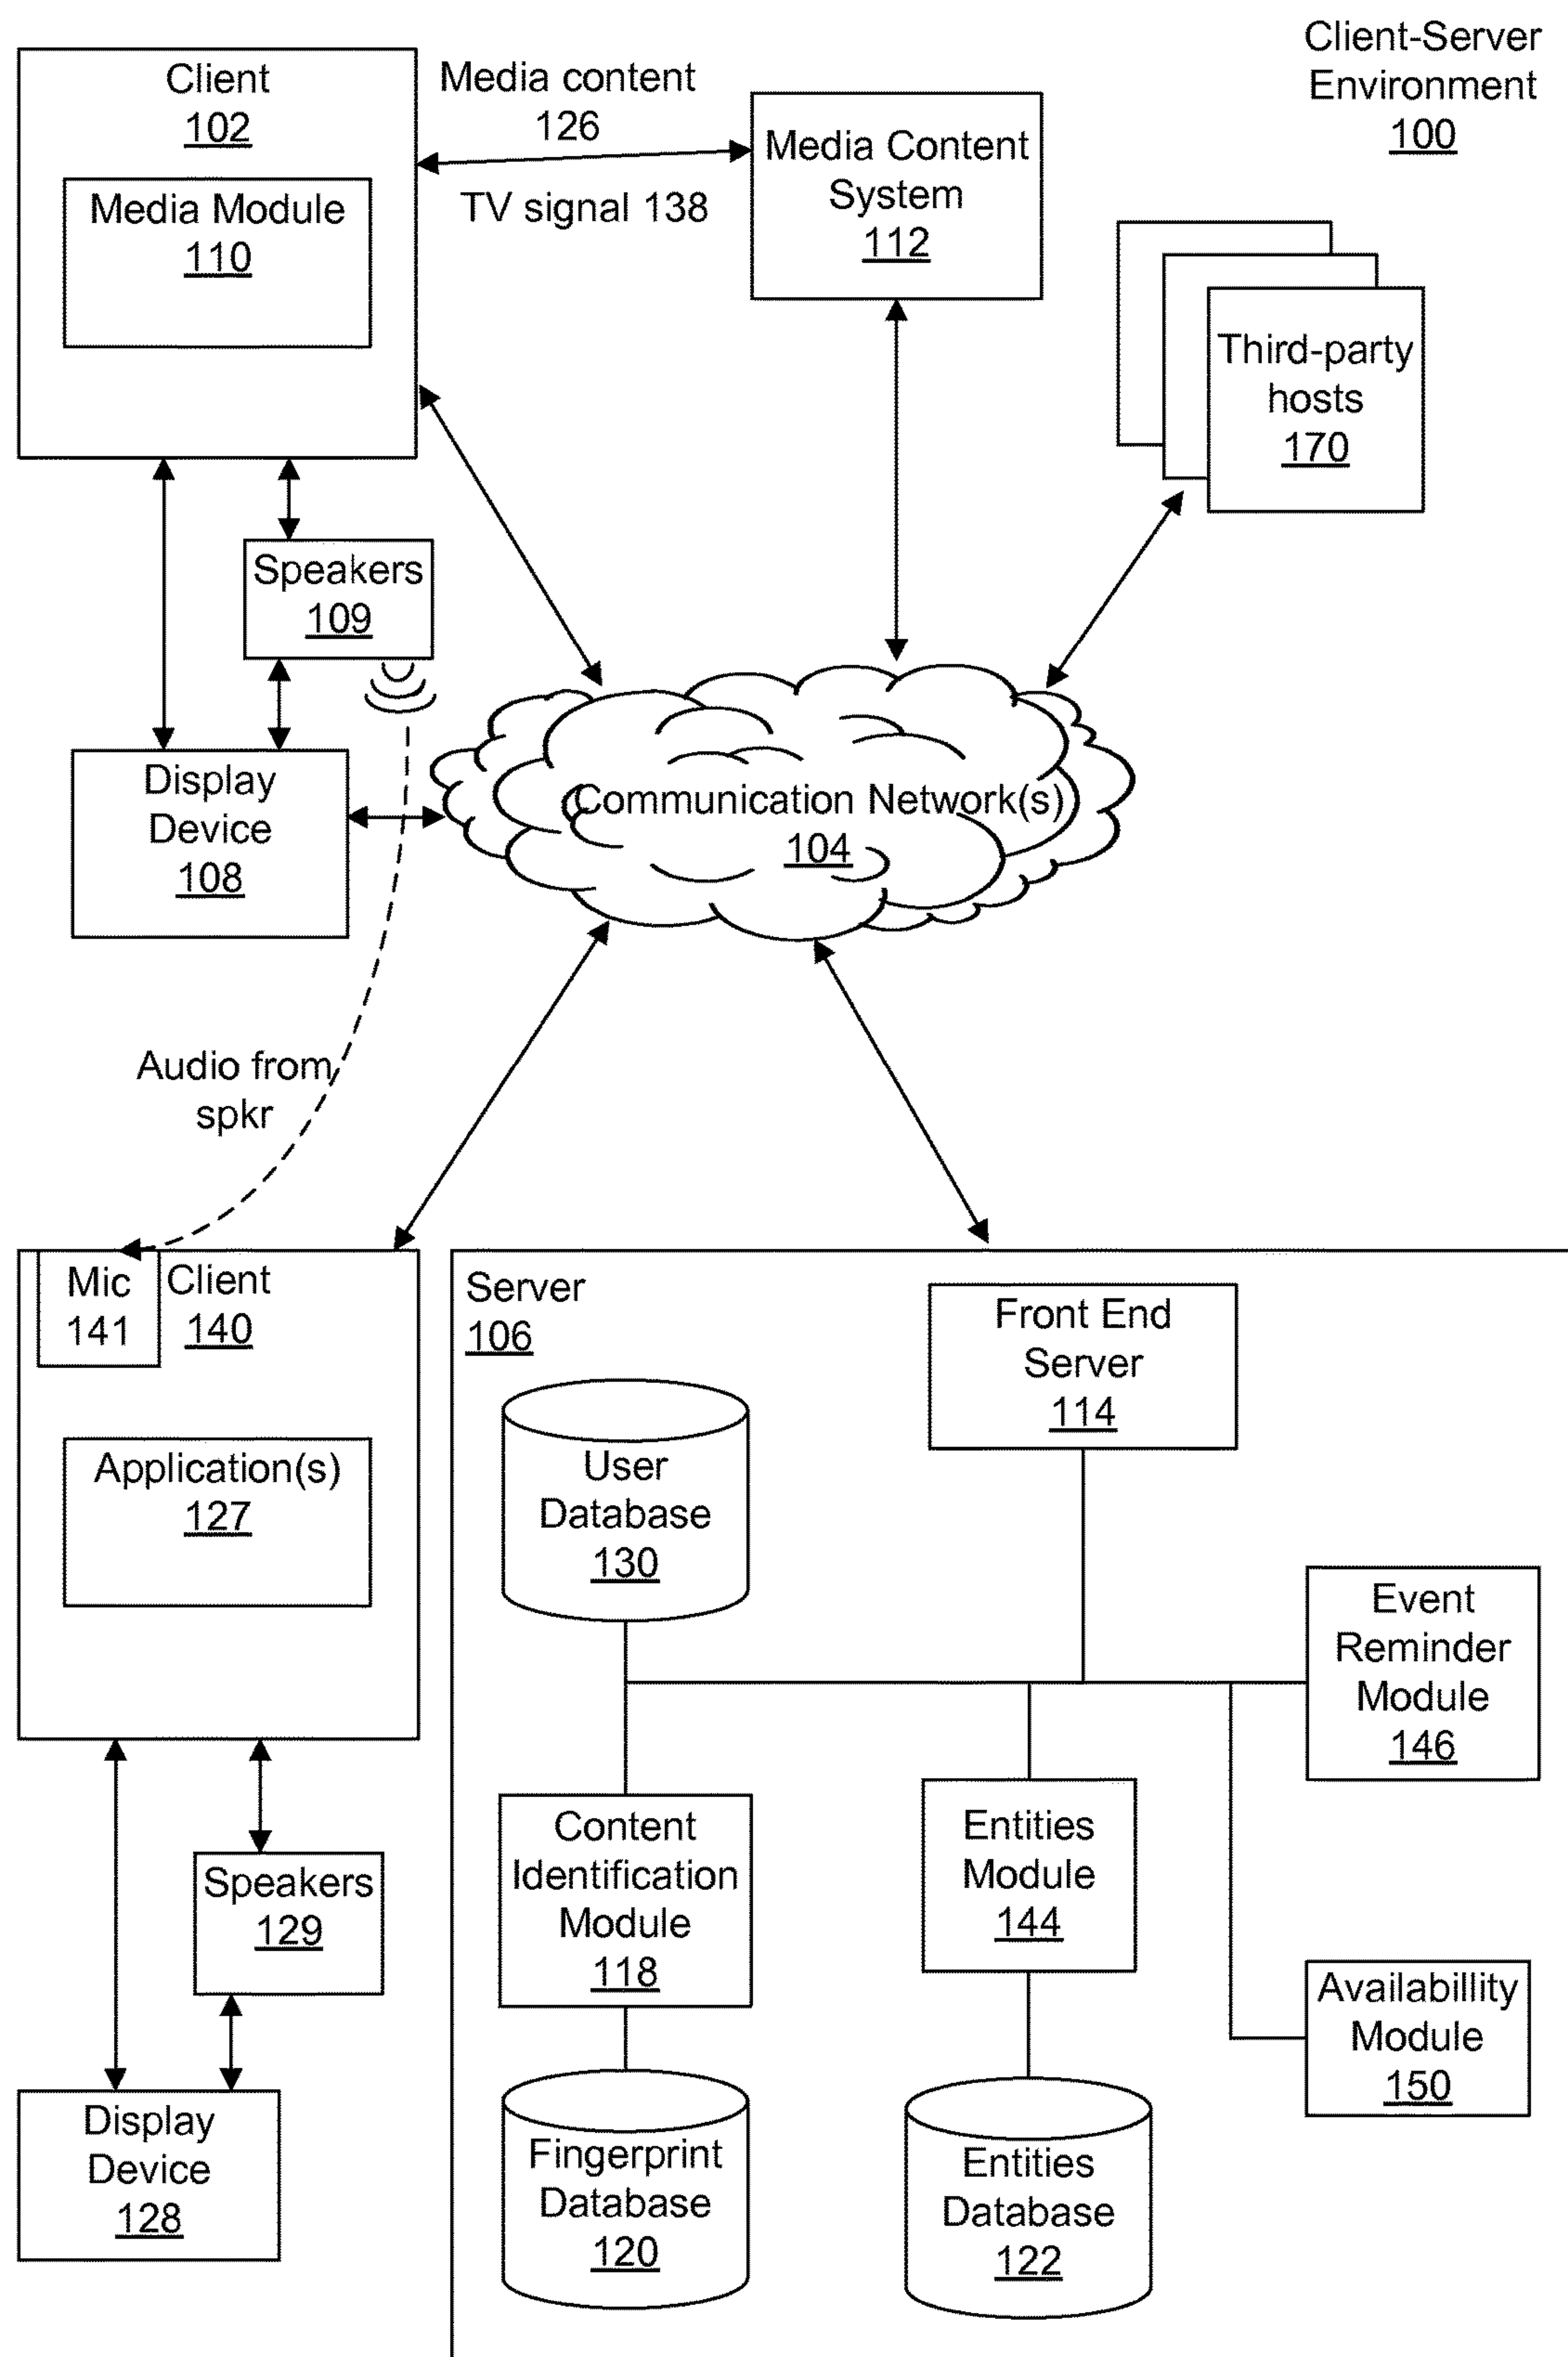 Client-Server
Environment
100
Client
102
Media Module
110
Media content
126
TV signal 138
Media Content
System
112
Third-party
hosts
170
Speakers
109
Display
Device
108
Communication Network(s)
104
Audio from
spkr
Mic
141
Client
140
Application(s)
127
Speakers
129
Display
Device
128
Server
106
Front End
Server
114
User
Database
130
Event
Reminder
Module
146
Content
Identification
Module
118
Entities
Module
144
Availabillity
Module
150
Fingerprint
Database
120
Entities
Database
122